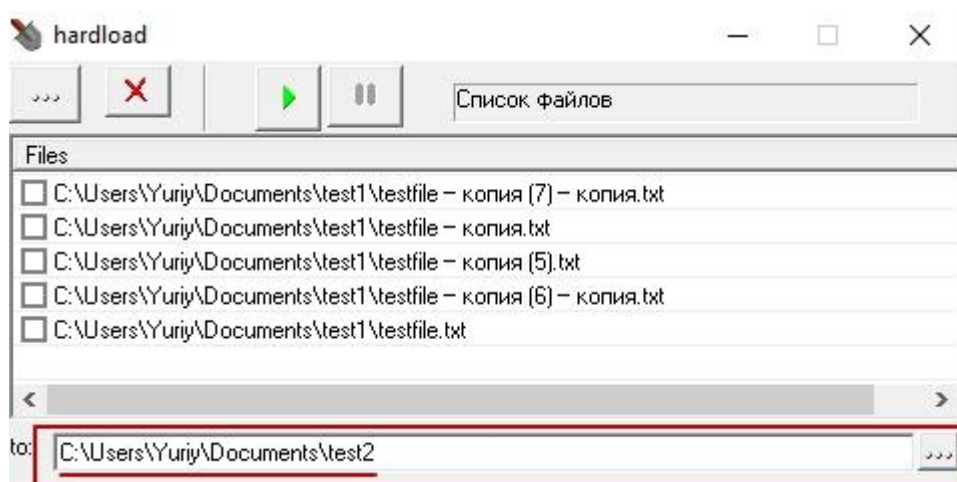 hardload
...
Список файлов
Files
C:\Users\Yuriy\Documents\test1\testfile – копия (7) – копия.txt
C:\Users\Yuriy\Documents\test1\testfile – копия.txt
C:\Users\Yuriy\Documents\test1\testfile – копия (5).txt
C:\Users\Yuriy\Documents\test1\testfile – копия (6) – копия.txt
C:\Users\Yuriy\Documents\test1\testfile.txt
to: C:\Users\Yuriy\Documents\test2 ...